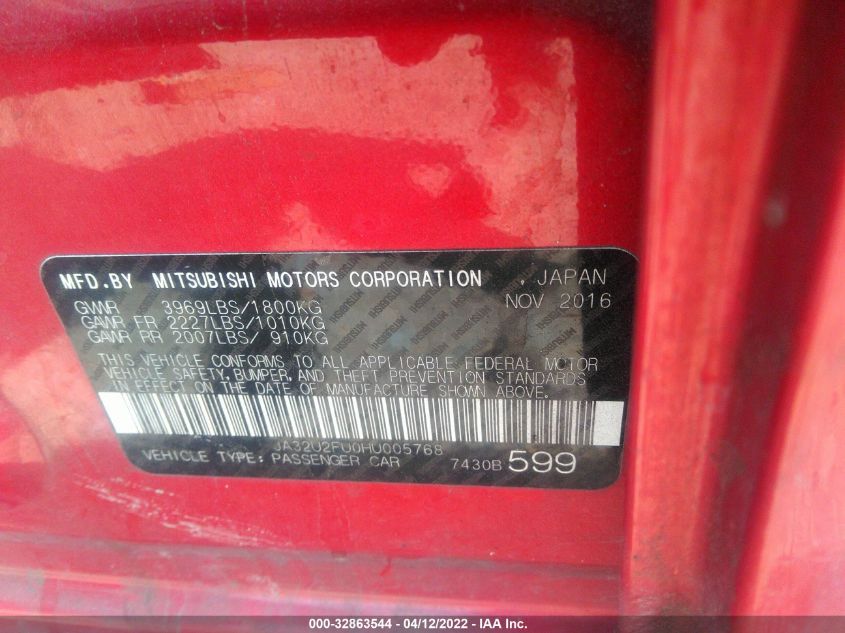 MFD.BY MITSUBISHI MOTORS CORPORATION , JAPAN
GVWR 3969LBS/1800KG NOV 2016
GAWR FR 2227LBS/1010KG
GAWR RR 2007LBS/ 910KG
THIS VEHICLE CONFORMS TO ALL APPLICABLE FEDERAL MOTOR
VEHICLE SAFETY, BUMPER, AND THEFT PREVENTION STANDARDS
IN EFFECT ON THE DATE OF MANUFACTURE SHOWN ABOVE.
JA32U2FU0HU005768
VEHICLE TYPE: PASSENGER CAR 7430B 599
000-32863544 - 04/12/2022 - IAA Inc.